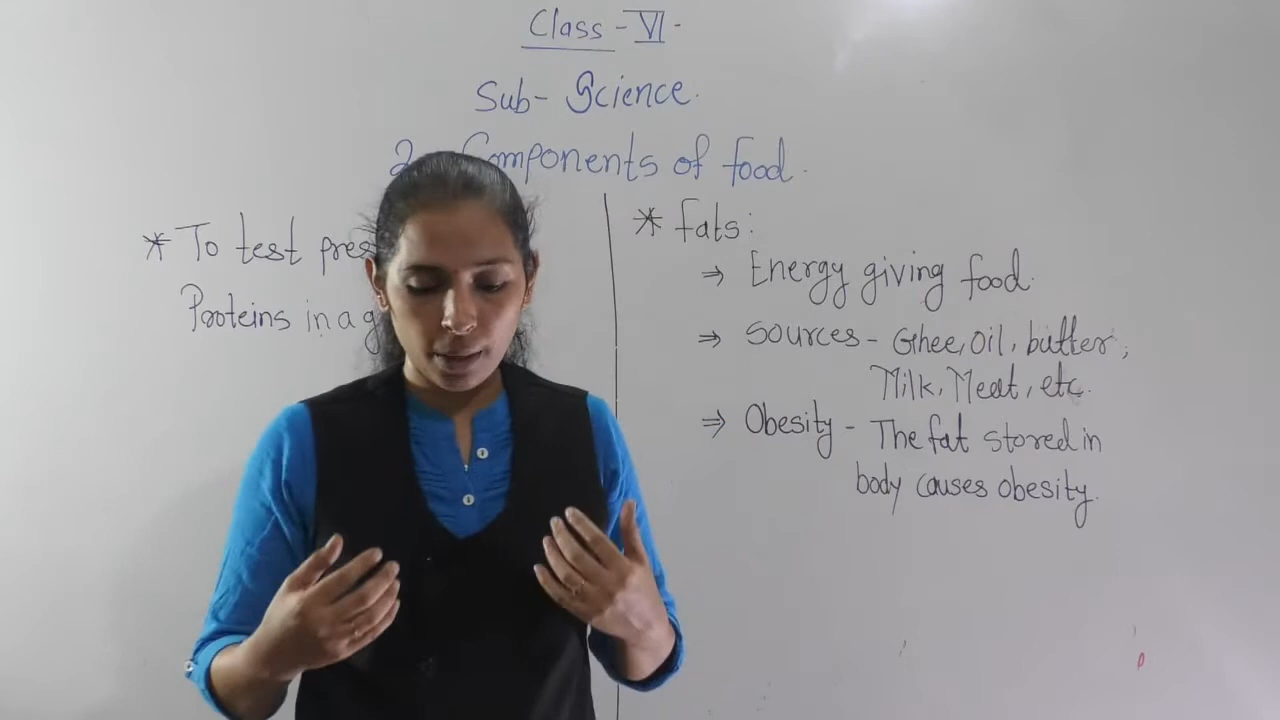 Class - VI -
Sub- Science.
2. Components of food.
* To test
Proteins in a
* fats:
⇒ Energy giving food.
⇒ Sources - Ghee, Oil, butter,
Milk, Meat, etc.
⇒ Obesity - The fat stored in
body causes obesity.